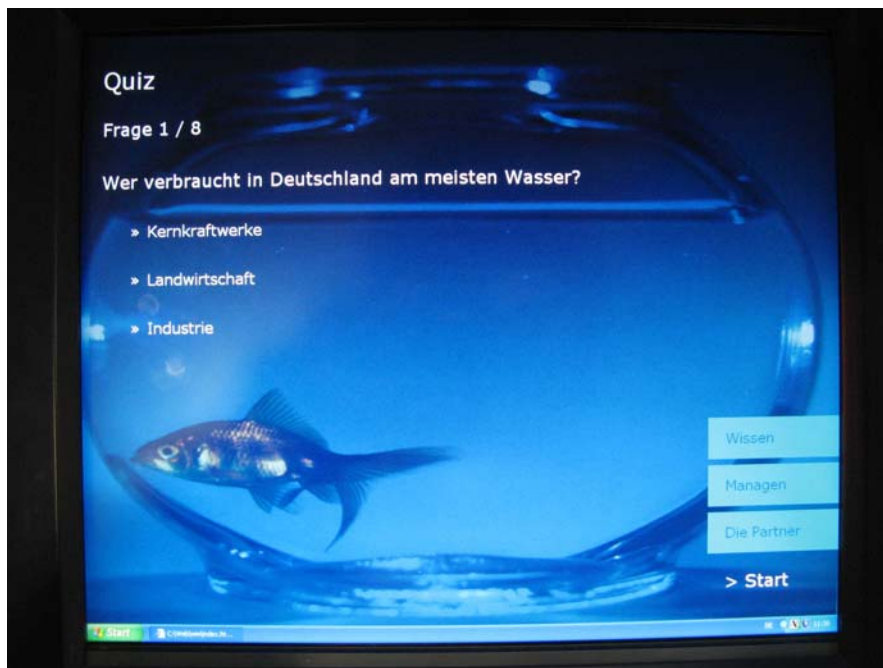 Quiz
Frage 1 / 8
Wer verbraucht in Deutschland am meisten Wasser?
» Kernkraftwerke
» Landwirtschaft
» Industrie
Wissen
Managen
Die Partner
> Start
Start